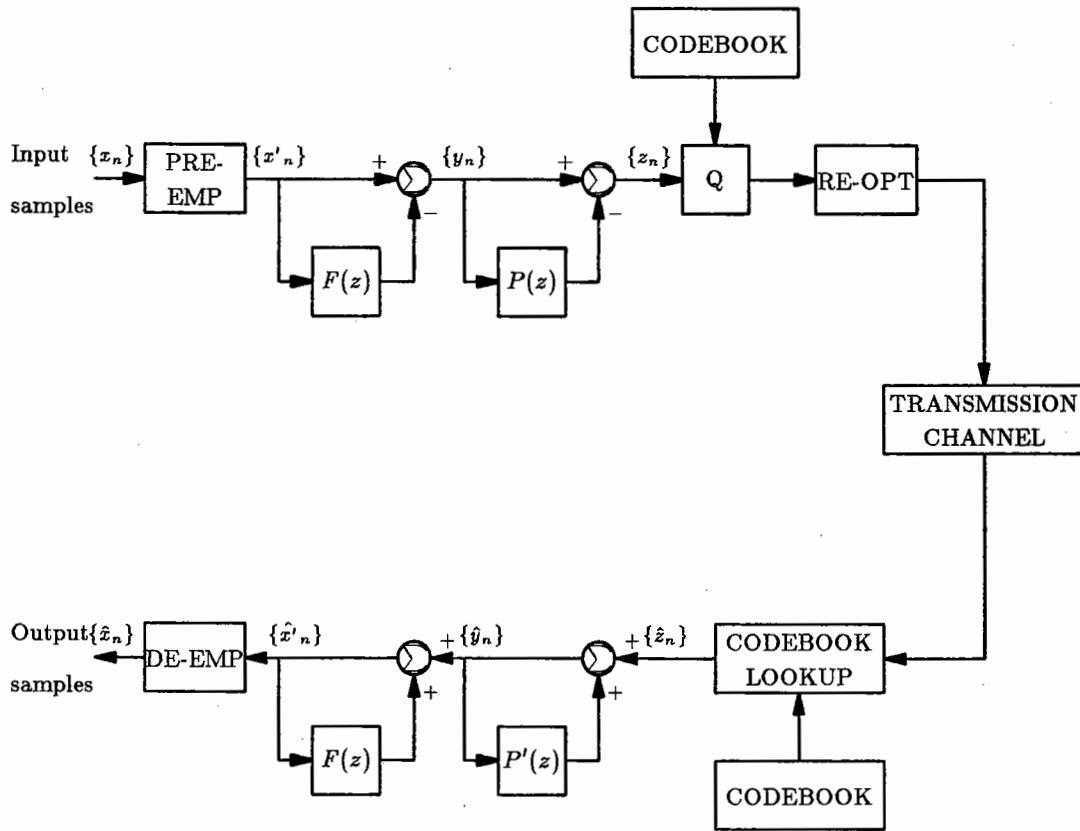 CODEBOOK
Input {x_n} PRE-EMP {x'_n} + {y_n} + {z_n} Q RE-OPT
samples
− −
F(z) P(z)
TRANSMISSION
CHANNEL
Output {x̂_n} DE-EMP {x̂'_n} + {ŷ_n} + {ẑ_n} CODEBOOK
samples LOOKUP
+ +
F(z) P'(z)
CODEBOOK